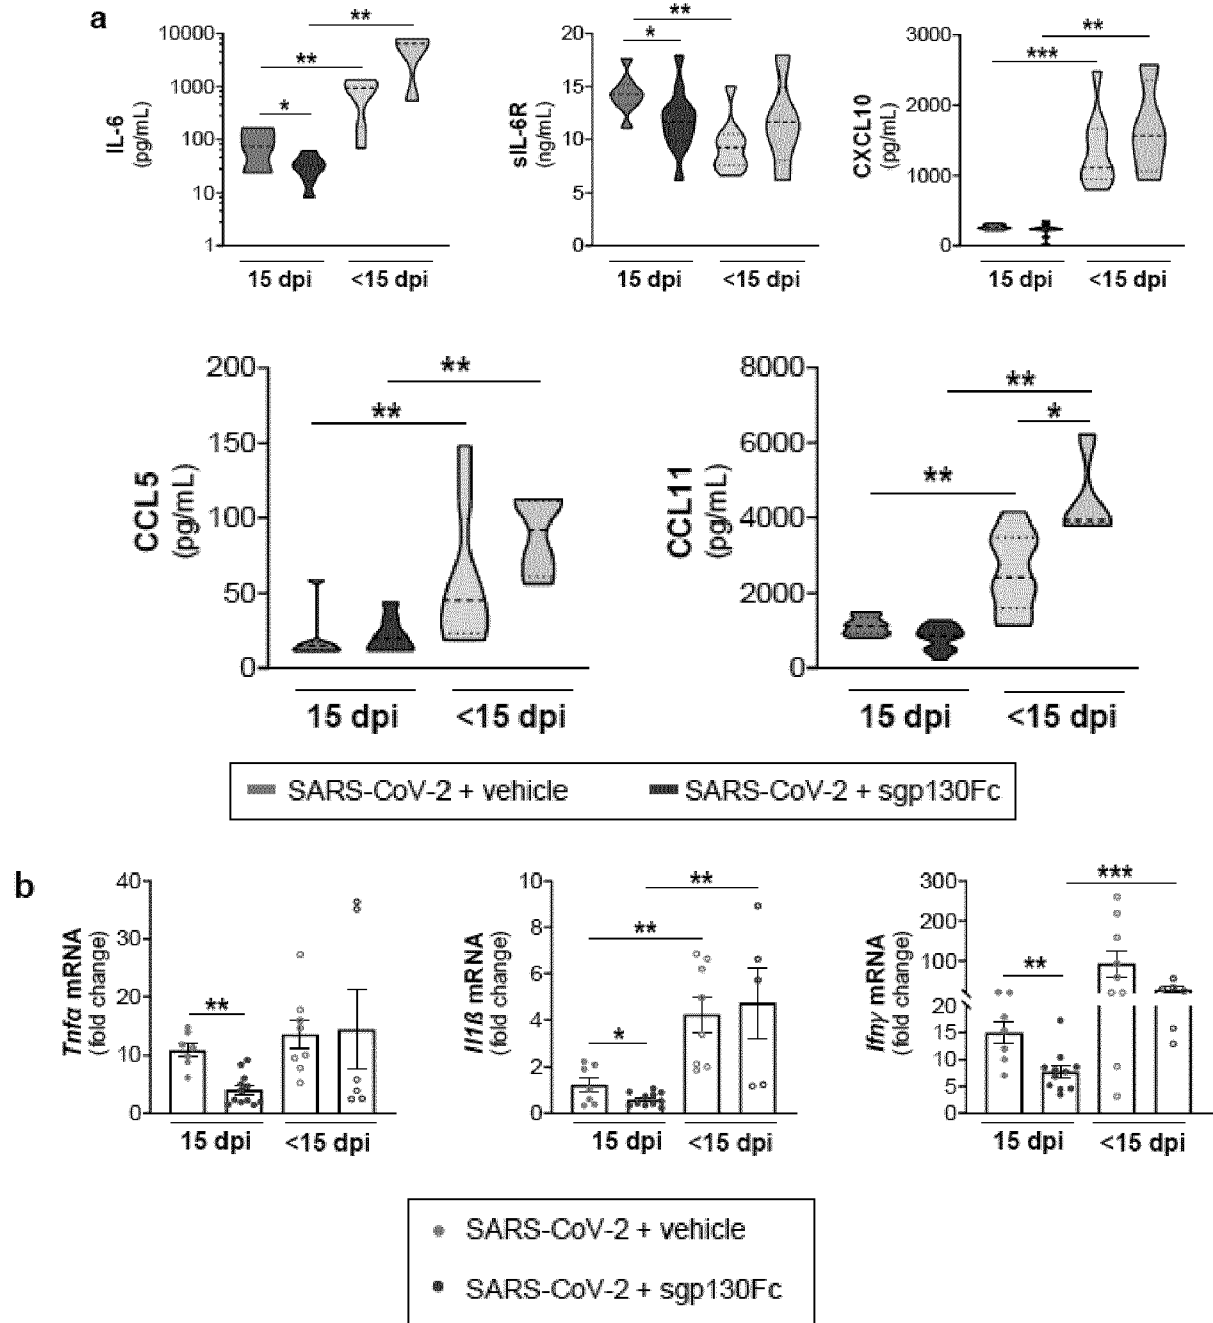 a
IL-6
(pg/mL)
10000
1000
100
10
1
**
**
*
15 dpi
<15 dpi
sIL-6R
(ng/mL)
20
15
10
5
0
**
*
15 dpi
<15 dpi
CXCL10
(pg/mL)
3000
2000
1000
0
**
***
15 dpi
<15 dpi
CCL5
(pg/mL)
200
150
100
50
0
**
**
15 dpi
<15 dpi
CCL11
(pg/mL)
8000
6000
4000
2000
0
**
*
**
15 dpi
<15 dpi
SARS-CoV-2 + vehicle
SARS-CoV-2 + sgp130Fc
b
Tnfα mRNA
(fold change)
40
30
20
10
0
**
15 dpi
<15 dpi
Il1ß mRNA
(fold change)
10
8
6
4
2
0
**
**
*
15 dpi
<15 dpi
Ifnγ mRNA
(fold change)
300
200
100
20
15
10
5
0
***
**
15 dpi
<15 dpi
SARS-CoV-2 + vehicle
SARS-CoV-2 + sgp130Fc